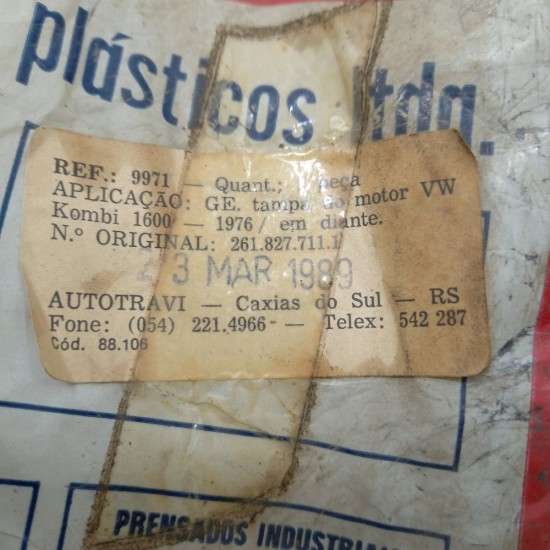 plásticos ltda.
REF.: 9971 — Quant.; 1 peça
APLICAÇÃO: GE. tampa do motor VW
Kombi 1600 — 1976/ em diante.
N.º ORIGINAL: 261.827.711.1
23 MAR 1989
AUTOTRAVI — Caxias do Sul — RS
Fone: (054) 221.4966 — Telex: 542 287
Cód. 88.106
PRENSADOS INDUSTRIAI